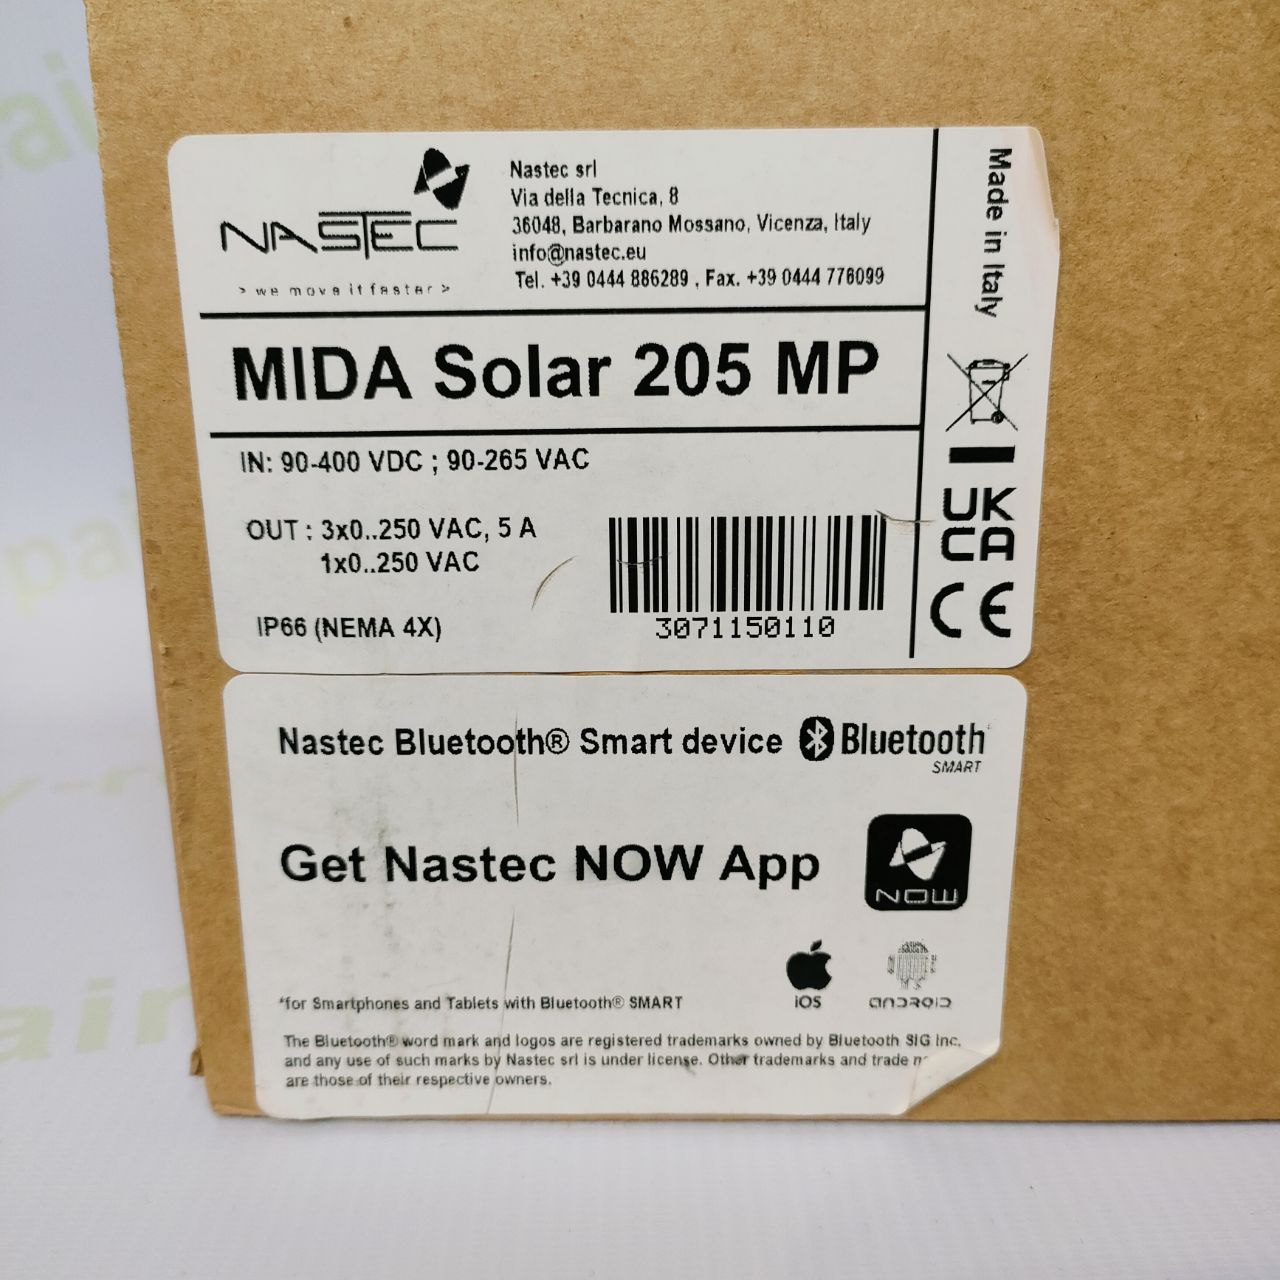 NASTEC
> we move it faster >
Nastec srl
Via della Tecnica, 8
36048, Barbarano Mossano, Vicenza, Italy
info@nastec.eu
Tel. +39 0444 886289 , Fax. +39 0444 776099
Made in Italy
MIDA Solar 205 MP
IN: 90-400 VDC ; 90-265 VAC
OUT : 3x0..250 VAC, 5 A
1x0..250 VAC
IP66 (NEMA 4X)
3071150110
UK
CA
CE
Nastec Bluetooth® Smart device
Bluetooth
SMART
Get Nastec NOW App
NOW
iOS
ANDROID
*for Smartphones and Tablets with Bluetooth® SMART
The Bluetooth® word mark and logos are registered trademarks owned by Bluetooth SIG Inc.
and any use of such marks by Nastec srl is under license. Other trademarks and trade
are those of their respective owners.